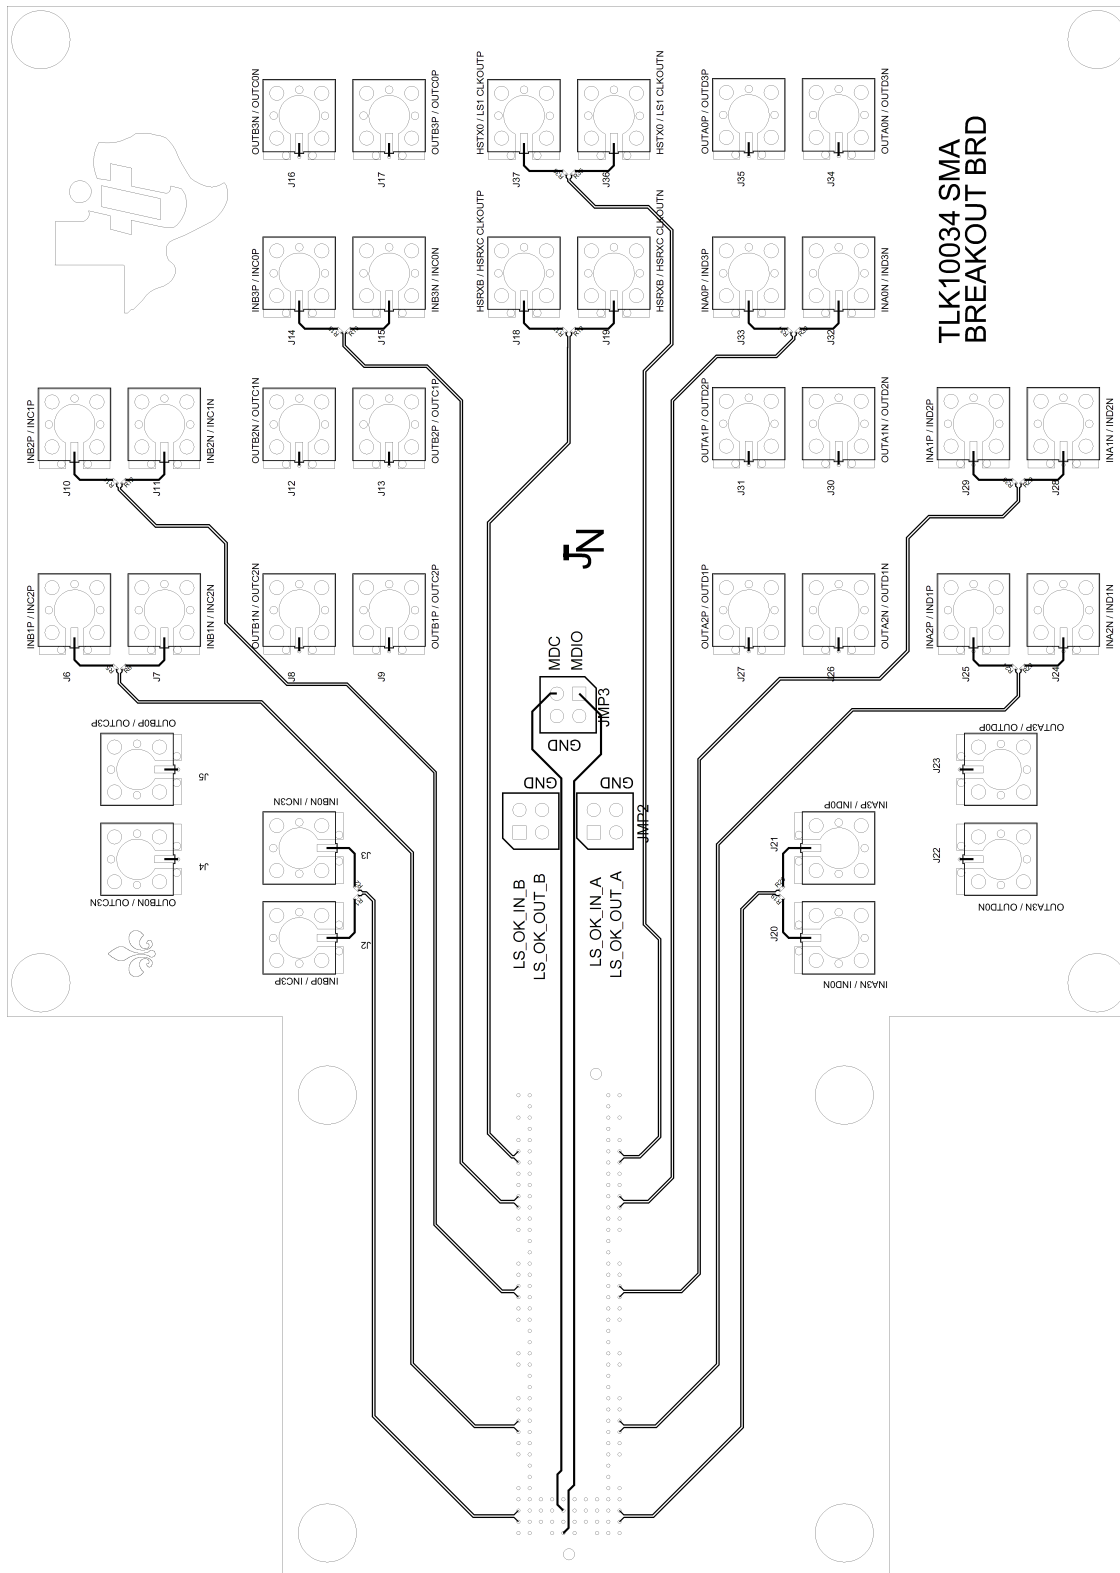 OUTB3N / OUTC0N
J16
J17
OUTB3P / OUTC0P
HSTX0 / LS1 CLKOUTP
J37
J36
HSTX0 / LS1 CLKOUTN
OUTA0P / OUTD3P
J35
J34
OUTA0N / OUTD3N
TLK10034 SMA
BREAKOUT BRD
INB3P / INC0P
J14
J15
INB3N / INC0N
HSRXB / HSRXC CLKOUTP
J18
J19
HSRXB / HSRXC CLKOUTN
INA0P / IND3P
J33
J32
INA0N / IND3N
INB2P / INC1P
J10
J11
INB2N / INC1N
OUTB2N / OUTC1N
J12
J13
OUTB2P / OUTC1P
OUTA1P / OUTD2P
J31
J30
OUTA1N / OUTD2N
INA1P / IND2P
J29
J28
INA1N / IND2N
JN
INB1P / INC2P
J6
J7
INB1N / INC2N
OUTB1N / OUTC2N
J8
J9
OUTB1P / OUTC2P
MDC
MDIO
JMP3
GND
OUTA2P / OUTD1P
J27
J26
OUTA2N / OUTD1N
INA2P / IND1P
J25
J24
INA2N / IND1N
OUTB0P / OUTC3P
J5
J4
OUTB0N / OUTC3N
INB0N / INC3N
J3
J2
INB0P / INC3P
GND
GND
JMP2
LS_OK_IN_B
LS_OK_OUT_B
LS_OK_IN_A
LS_OK_OUT_A
INA3P / IND0P
J21
J20
INA3N / IND0N
OUTA3P / OUTD0P
J23
J22
OUTA3N / OUTD0N